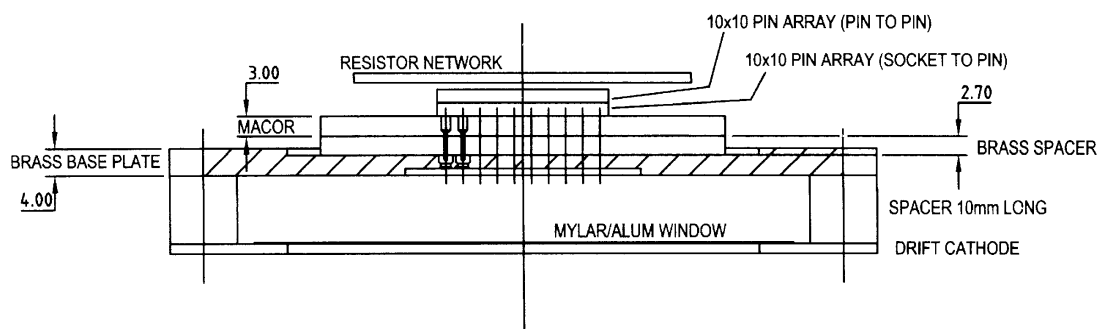 10x10 PIN ARRAY (PIN TO PIN)
RESISTOR NETWORK
10x10 PIN ARRAY (SOCKET TO PIN)
3.00
2.70
MACOR
BRASS SPACER
BRASS BASE PLATE
4.00
SPACER 10mm LONG
MYLAR/ALUM WINDOW
DRIFT CATHODE